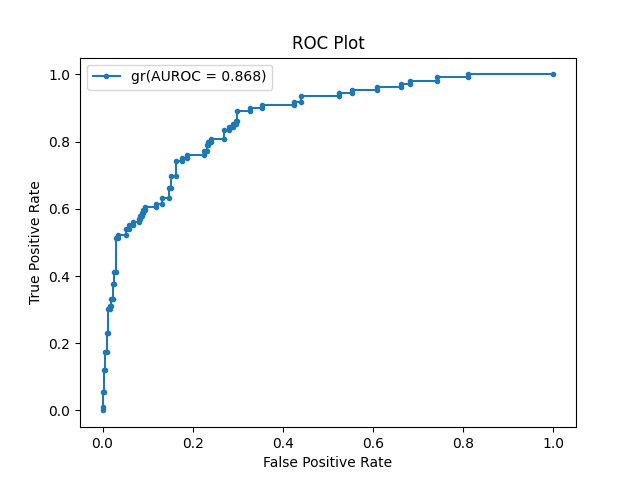 ROC Plot
gr(AUROC = 0.868)
True Positive Rate
1.0
0.8
0.6
0.4
0.2
0.0
0.0 0.2 0.4 0.6 0.8 1.0
False Positive Rate